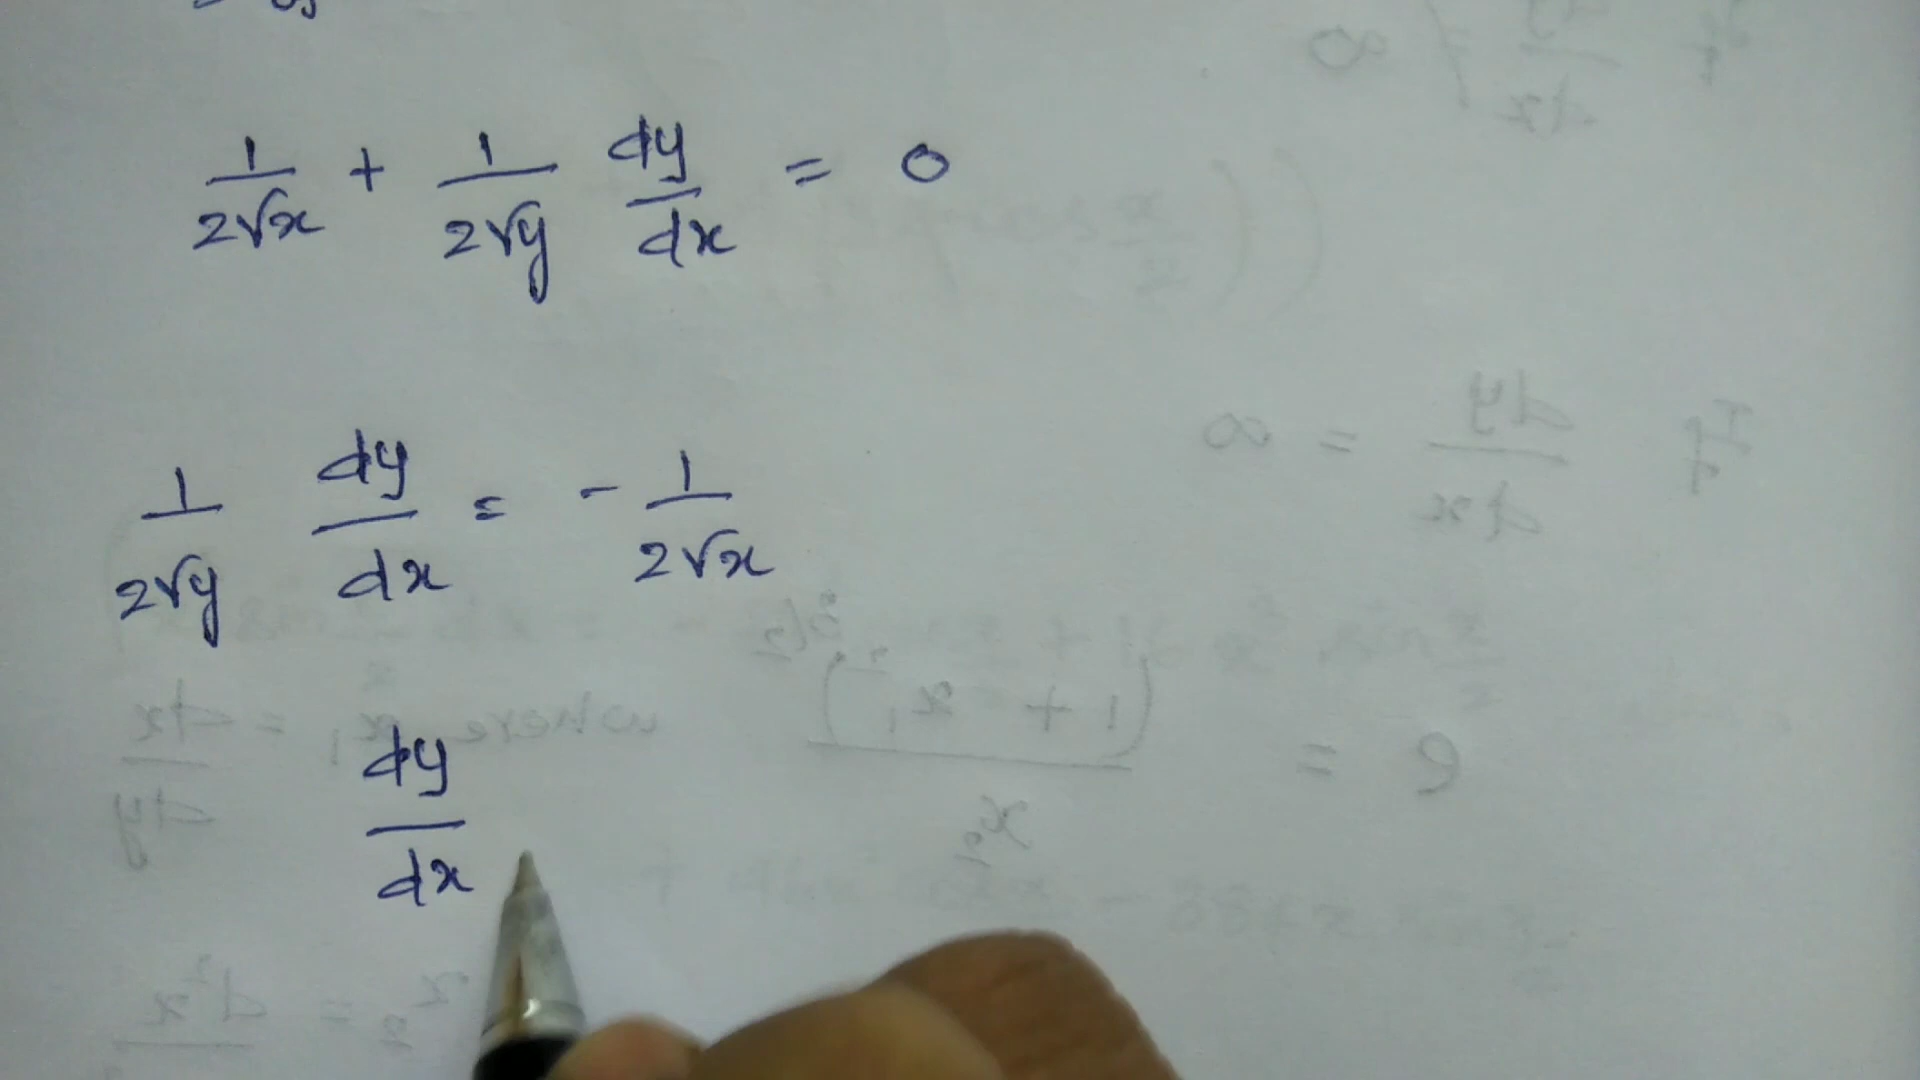 1/(2√x) + 1/(2√y) dy/dx = 0
1/(2√y) dy/dx = - 1/(2√x)
dy/dx